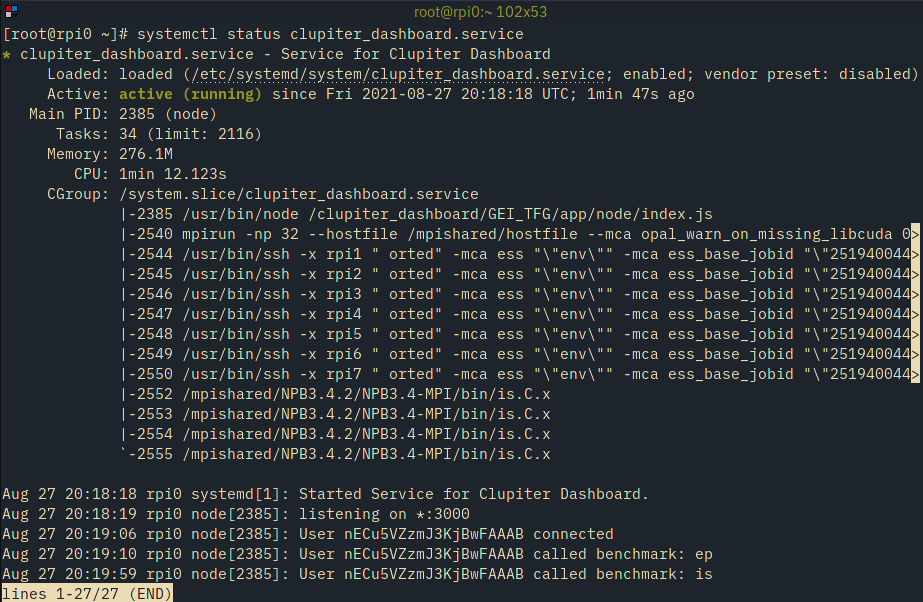 root@rpi0:~ 102x53
[root@rpi0 ~]# systemctl status clupiter_dashboard.service
* clupiter_dashboard.service - Service for Clupiter Dashboard
     Loaded: loaded (/etc/systemd/system/clupiter_dashboard.service; enabled; vendor preset: disabled)
     Active: active (running) since Fri 2021-08-27 20:18:18 UTC; 1min 47s ago
   Main PID: 2385 (node)
      Tasks: 34 (limit: 2116)
     Memory: 276.1M
        CPU: 1min 12.123s
     CGroup: /system.slice/clupiter_dashboard.service
             |-2385 /usr/bin/node /clupiter_dashboard/GEI_TFG/app/node/index.js
             |-2540 mpirun -np 32 --hostfile /mpishared/hostfile --mca opal_warn_on_missing_libcuda 0>
             |-2544 /usr/bin/ssh -x rpi1 " orted" -mca ess "\"env\"" -mca ess_base_jobid "\"251940044>
             |-2545 /usr/bin/ssh -x rpi2 " orted" -mca ess "\"env\"" -mca ess_base_jobid "\"251940044>
             |-2546 /usr/bin/ssh -x rpi3 " orted" -mca ess "\"env\"" -mca ess_base_jobid "\"251940044>
             |-2547 /usr/bin/ssh -x rpi4 " orted" -mca ess "\"env\"" -mca ess_base_jobid "\"251940044>
             |-2548 /usr/bin/ssh -x rpi5 " orted" -mca ess "\"env\"" -mca ess_base_jobid "\"251940044>
             |-2549 /usr/bin/ssh -x rpi6 " orted" -mca ess "\"env\"" -mca ess_base_jobid "\"251940044>
             |-2550 /usr/bin/ssh -x rpi7 " orted" -mca ess "\"env\"" -mca ess_base_jobid "\"251940044>
             |-2552 /mpishared/NPB3.4.2/NPB3.4-MPI/bin/is.C.x
             |-2553 /mpishared/NPB3.4.2/NPB3.4-MPI/bin/is.C.x
             |-2554 /mpishared/NPB3.4.2/NPB3.4-MPI/bin/is.C.x
             `-2555 /mpishared/NPB3.4.2/NPB3.4-MPI/bin/is.C.x

Aug 27 20:18:18 rpi0 systemd[1]: Started Service for Clupiter Dashboard.
Aug 27 20:18:19 rpi0 node[2385]: listening on *:3000
Aug 27 20:19:06 rpi0 node[2385]: User nECu5VZzmJ3KjBwFAAAB connected
Aug 27 20:19:10 rpi0 node[2385]: User nECu5VZzmJ3KjBwFAAAB called benchmark: ep
Aug 27 20:19:59 rpi0 node[2385]: User nECu5VZzmJ3KjBwFAAAB called benchmark: is
lines 1-27/27 (END)